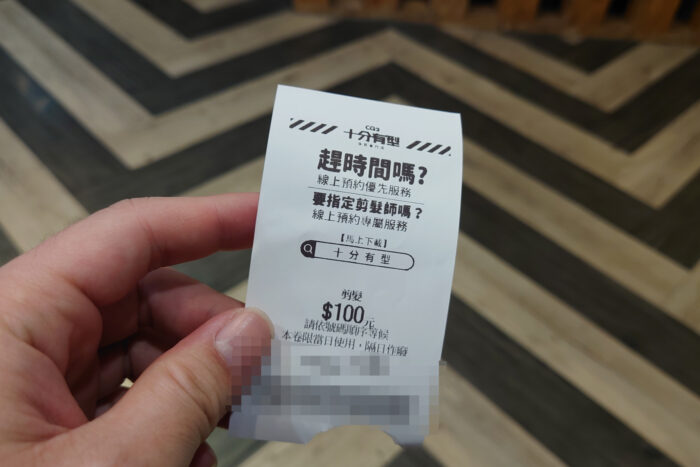 十分有型
趕時間嗎?
線上預約優先服務
要指定剪髮師嗎?
線上預約專屬服務
【馬上下載】
十分有型
剪髮
$100元
請依號碼順序等候
本卷限當日使用,隔日作廢